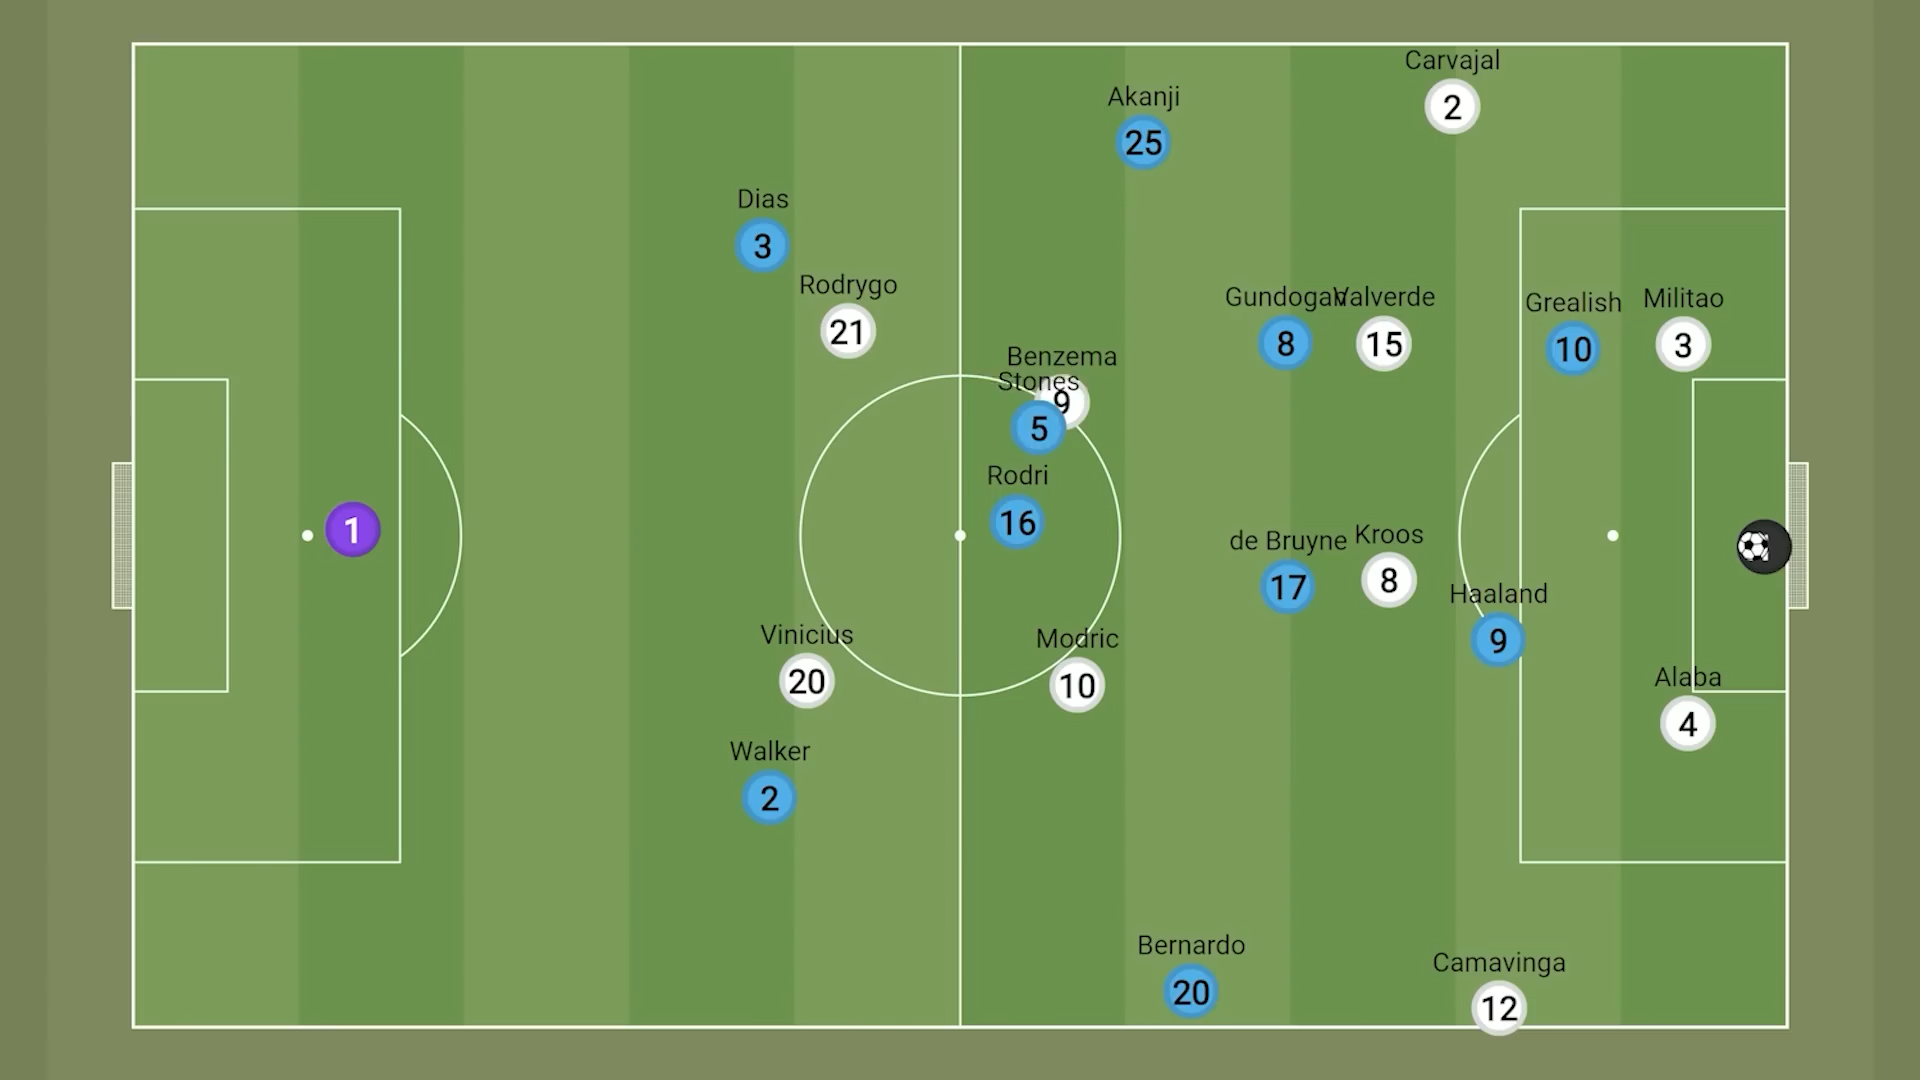 Carvajal
2
Akanji
25
Dias
3
Rodrygo
21
Gundogan
8
Valverde
15
Grealish
10
Militao
3
Benzema
9
Stones
5
Rodri
16
1
de Bruyne
17
Kroos
8
Haaland
9
Vinicius
20
Modric
10
Alaba
4
Walker
2
Bernardo
20
Camavinga
12